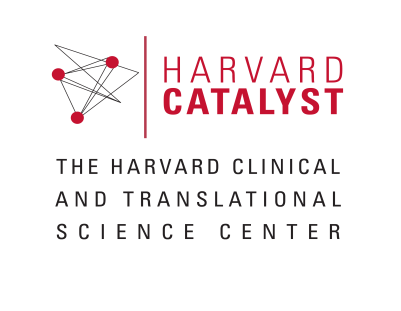 HARVARD
CATALYST
THE HARVARD CLINICAL
AND TRANSLATIONAL
SCIENCE CENTER